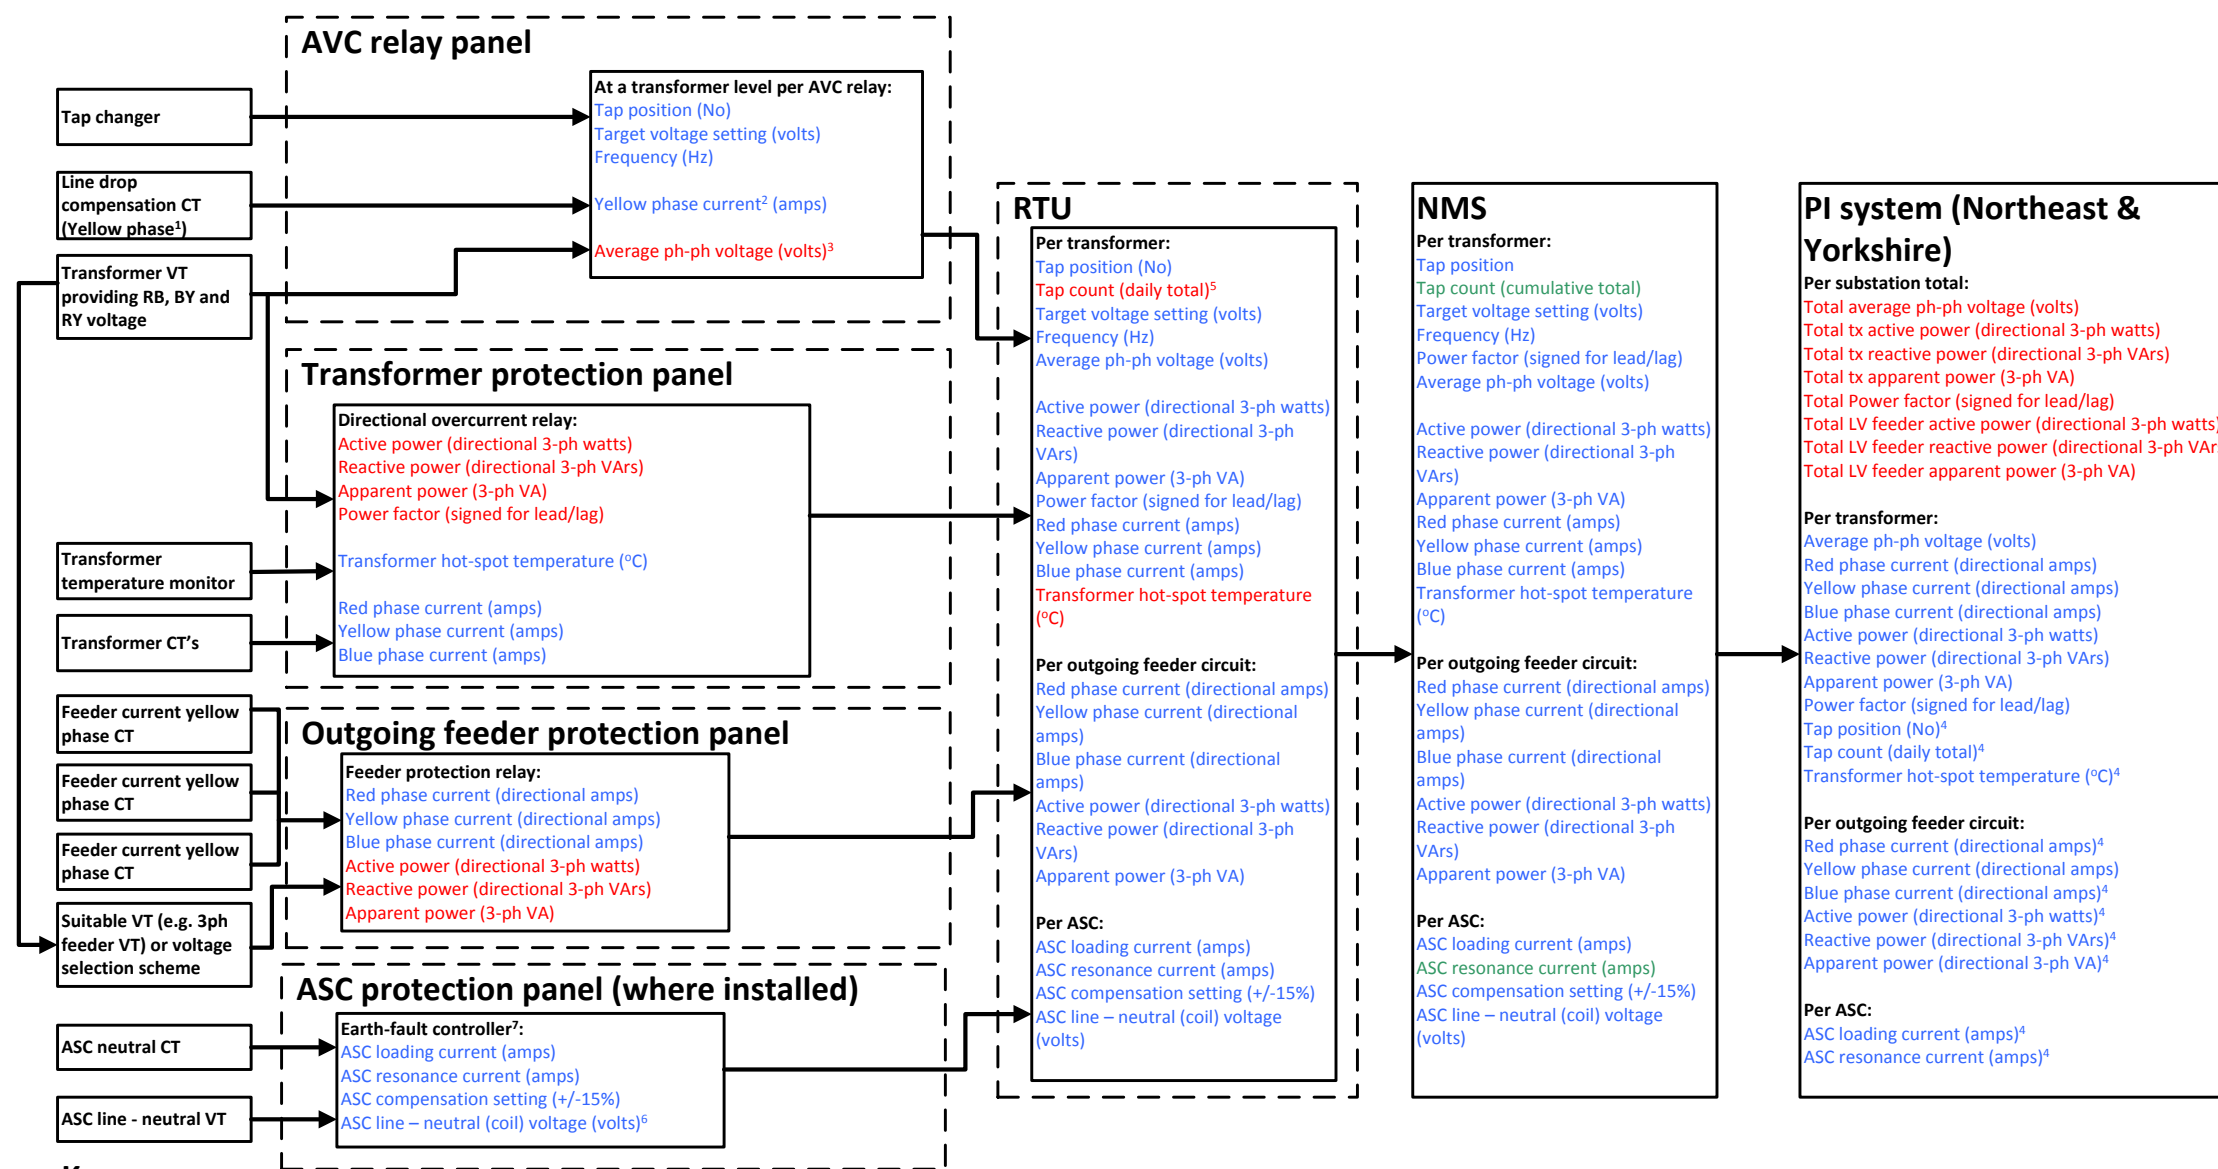 AVC relay panel
At a transformer level per AVC relay:
Tap position (No)
Target voltage setting (volts)
Frequency (Hz)
Yellow phase current² (amps)
Average ph-ph voltage (volts)³
Tap changer
Line drop
compensation CT
(Yellow phase¹)
Transformer VT
providing RB, BY and
RY voltage
Transformer protection panel
Directional overcurrent relay:
Active power (directional 3-ph watts)
Reactive power (directional 3-ph VArs)
Apparent power (3-ph VA)
Power factor (signed for lead/lag)
Transformer hot-spot temperature (ºC)
Red phase current (amps)
Yellow phase current (amps)
Blue phase current (amps)
Transformer
temperature monitor
Transformer CT’s
Feeder current yellow
phase CT
Feeder current yellow
phase CT
Feeder current yellow
phase CT
Suitable VT (e.g. 3ph
feeder VT) or voltage
selection scheme
Outgoing feeder protection panel
Feeder protection relay:
Red phase current (directional amps)
Yellow phase current (directional amps)
Blue phase current (directional amps)
Active power (directional 3-ph watts)
Reactive power (directional 3-ph VArs)
Apparent power (3-ph VA)
ASC protection panel (where installed)
Earth-fault controller⁷:
ASC loading current (amps)
ASC resonance current (amps)
ASC compensation setting (+/-15%)
ASC line – neutral (coil) voltage (volts)⁶
ASC neutral CT
ASC line - neutral VT
RTU
Per transformer:
Tap position (No)
Tap count (daily total)⁵
Target voltage setting (volts)
Frequency (Hz)
Average ph-ph voltage (volts)
Active power (directional 3-ph watts)
Reactive power (directional 3-ph
VArs)
Apparent power (3-ph VA)
Power factor (signed for lead/lag)
Red phase current (amps)
Yellow phase current (amps)
Blue phase current (amps)
Transformer hot-spot temperature
(ºC)
Per outgoing feeder circuit:
Red phase current (directional amps)
Yellow phase current (directional
amps)
Blue phase current (directional
amps)
Active power (directional 3-ph watts)
Reactive power (directional 3-ph
VArs)
Apparent power (3-ph VA)
Per ASC:
ASC loading current (amps)
ASC resonance current (amps)
ASC compensation setting (+/-15%)
ASC line – neutral (coil) voltage
(volts)
NMS
Per transformer:
Tap position
Tap count (cumulative total)
Target voltage setting (volts)
Frequency (Hz)
Power factor (signed for lead/lag)
Average ph-ph voltage (volts)
Active power (directional 3-ph watts)
Reactive power (directional 3-ph
VArs)
Apparent power (3-ph VA)
Red phase current (amps)
Yellow phase current (amps)
Blue phase current (amps)
Transformer hot-spot temperature
(ºC)
Per outgoing feeder circuit:
Red phase current (directional amps)
Yellow phase current (directional
amps)
Blue phase current (directional
amps)
Active power (directional 3-ph watts)
Reactive power (directional 3-ph
VArs)
Apparent power (3-ph VA)
Per ASC:
ASC loading current (amps)
ASC resonance current (amps)
ASC compensation setting (+/-15%)
ASC line – neutral (coil) voltage
(volts)
PI system (Northeast &
Yorkshire)
Per substation total:
Total average ph-ph voltage (volts)
Total tx active power (directional 3-ph watts)
Total tx reactive power (directional 3-ph VArs)
Total tx apparent power (3-ph VA)
Total Power factor (signed for lead/lag)
Total LV feeder active power (directional 3-ph watts)
Total LV feeder reactive power (directional 3-ph VAr
Total LV feeder apparent power (3-ph VA)
Per transformer:
Average ph-ph voltage (volts)
Red phase current (directional amps)
Yellow phase current (directional amps)
Blue phase current (directional amps)
Active power (directional 3-ph watts)
Reactive power (directional 3-ph VArs)
Apparent power (3-ph VA)
Power factor (signed for lead/lag)
Tap position (No)⁴
Tap count (daily total)⁴
Transformer hot-spot temperature (ºC)⁴
Per outgoing feeder circuit:
Red phase current (directional amps)⁴
Yellow phase current (directional amps)
Blue phase current (directional amps)⁴
Active power (directional 3-ph watts)⁴
Reactive power (directional 3-ph VArs)⁴
Apparent power (directional 3-ph VA)⁴
Per ASC:
ASC loading current (amps)⁴
ASC resonance current (amps)⁴